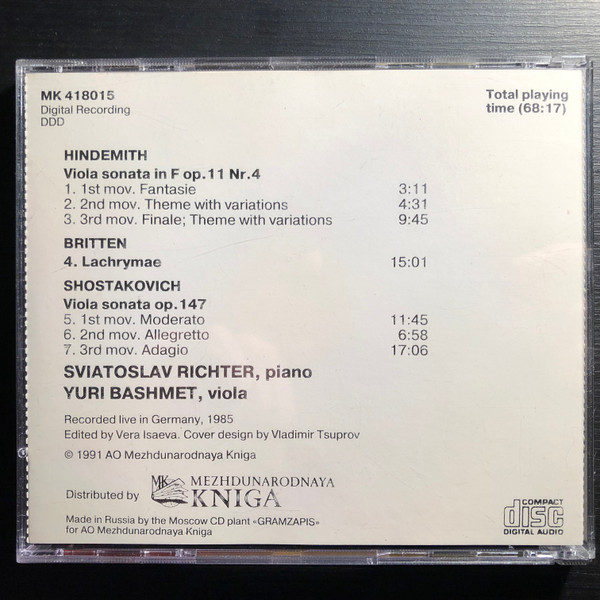 MK 418015
Digital Recording
DDD
Total playing
time (68:17)
HINDEMITH
Viola sonata in F op.11 Nr.4
1. 1st mov. Fantasie 3:11
2. 2nd mov. Theme with variations 4:31
3. 3rd mov. Finale; Theme with variations 9:45
BRITTEN
4. Lachrymae 15:01
SHOSTAKOVICH
Viola sonata op.147
5. 1st mov. Moderato 11:45
6. 2nd mov. Allegretto 6:58
7. 3rd mov. Adagio 17:06
SVIATOSLAV RICHTER, piano
YURI BASHMET, viola
Recorded live in Germany, 1985
Edited by Vera Isaeva. Cover design by Vladimir Tsuprov
© 1991 AO Mezhdunarodnaya Kniga
Distributed by MK MEZHDUNARODNAYA
KNIGA
Made in Russia by the Moscow CD plant «GRAMZAPIS»
for AO Mezhdunarodnaya Kniga
COMPACT
disc
DIGITAL AUDIO